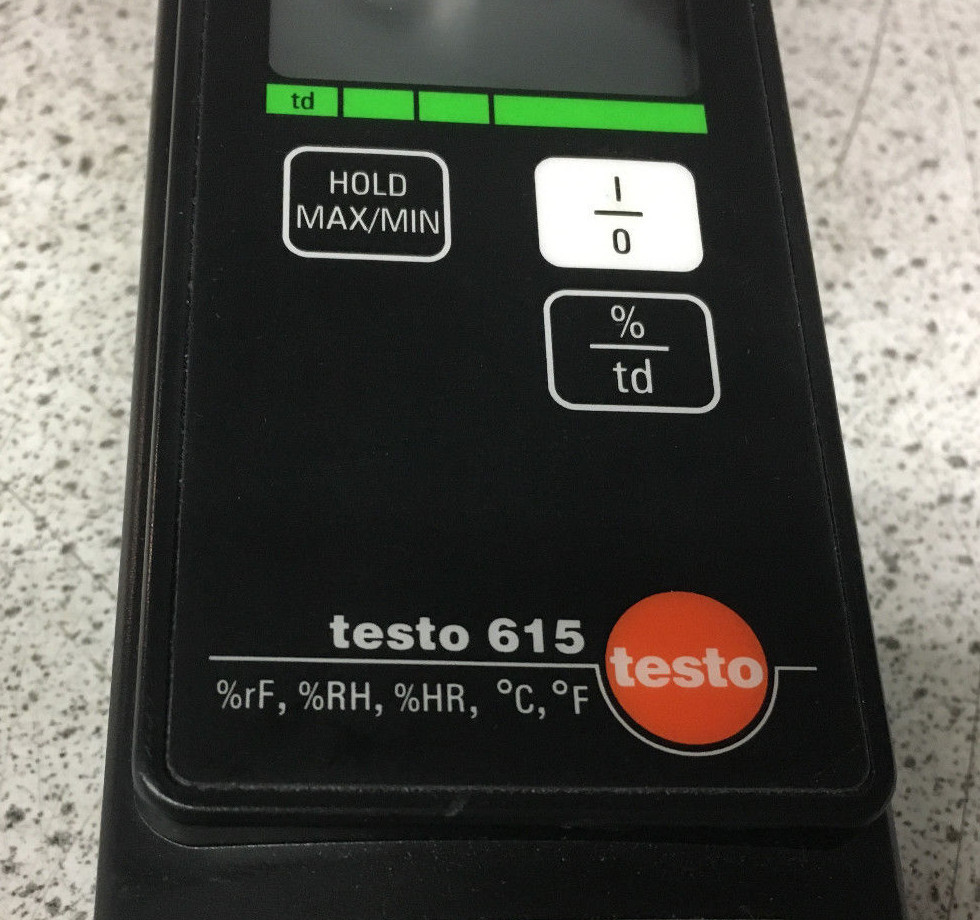 td
HOLD
MAX/MIN
I
0
%
td
testo 615
testo
%rF, %RH, %HR, °C, °F